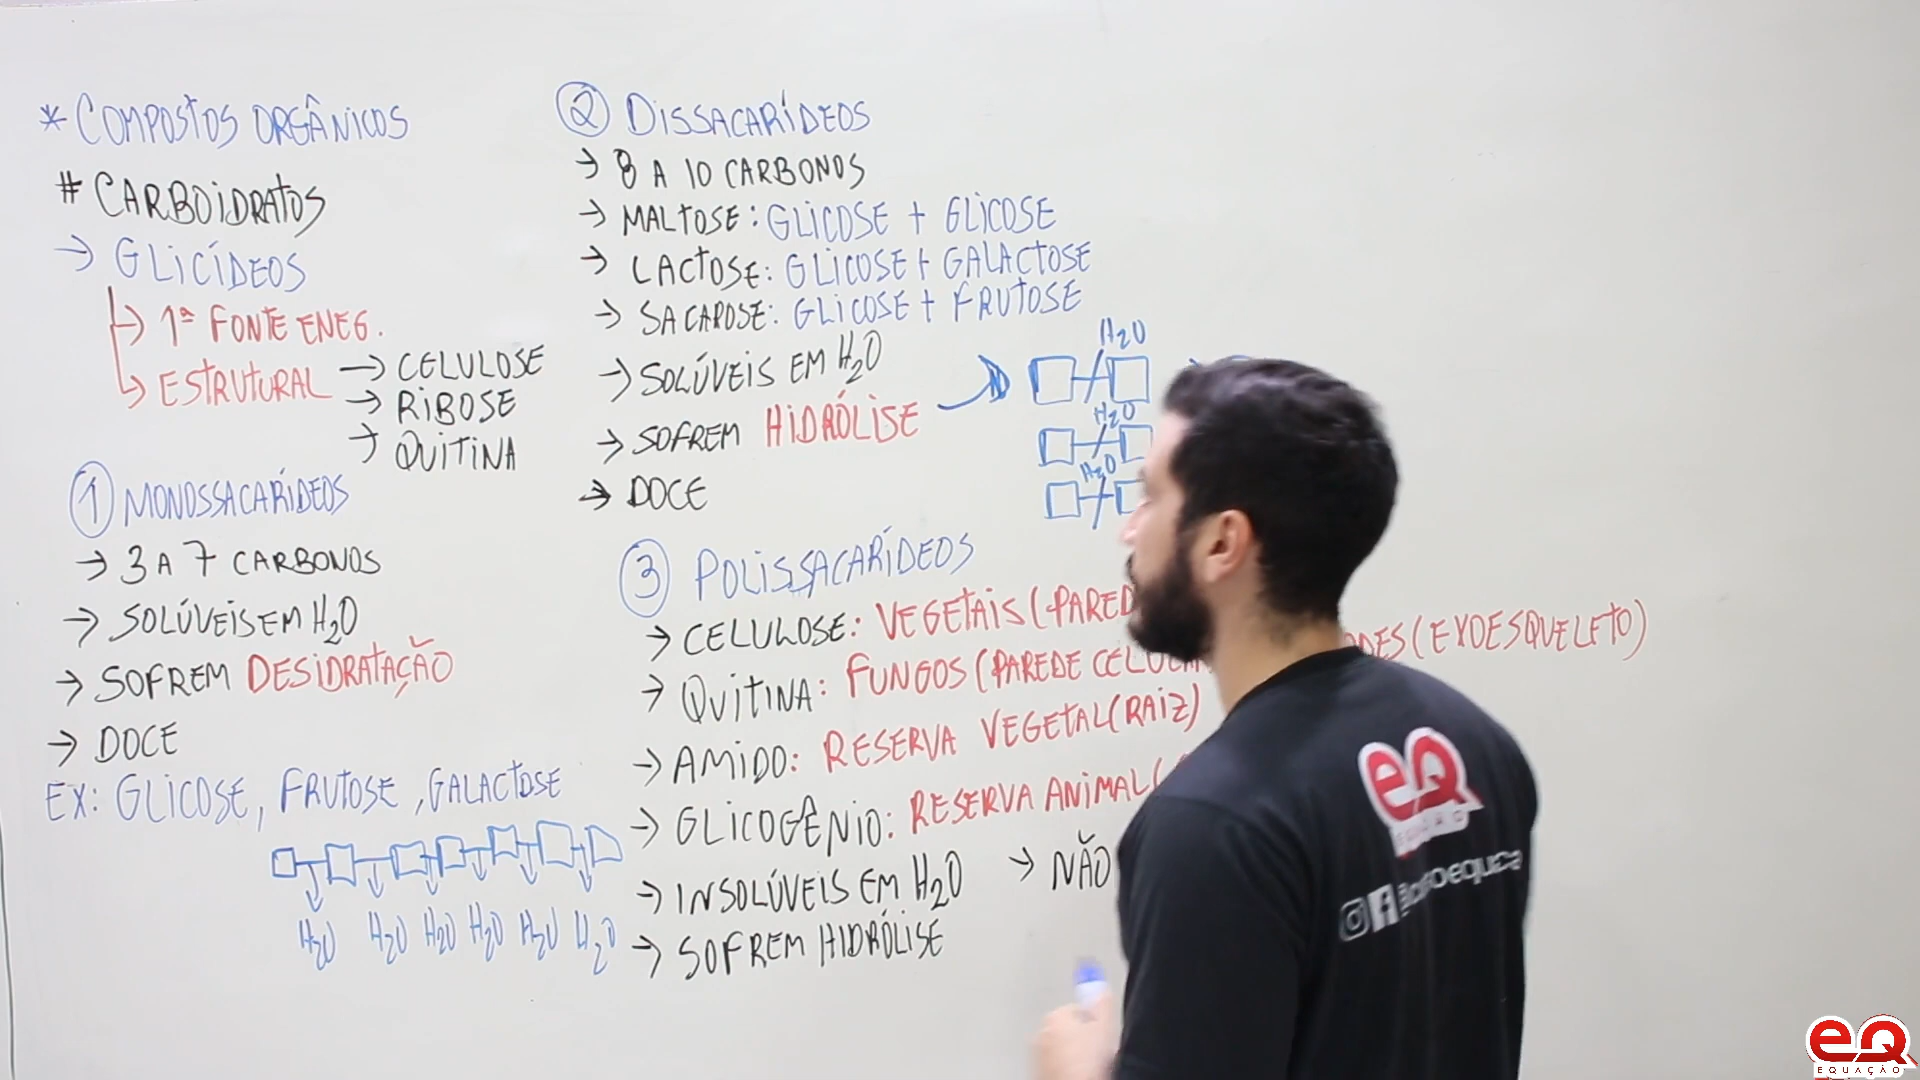 * COMPOSTOS ORGÂNICOS
# CARBOIDRATOS
→ GLICÍDEOS
→ 1ª FONTE ENEG.
→ ESTRUTURAL
→ CELULOSE
→ RIBOSE
→ QUITINA
① MONOSSACARÍDEOS
→ 3 A 7 CARBONOS
→ SOLÚVEIS EM H2O
→ SOFREM DESIDRATAÇÃO
→ DOCE
EX: GLICOSE, FRUTOSE, GALACTOSE
H2O H2O H2O H2O H2O H2O
② DISSACARÍDEOS
→ 8 A 10 CARBONOS
→ MALTOSE: GLICOSE + GLICOSE
→ LACTOSE: GLICOSE + GALACTOSE
→ SACAROSE: GLICOSE + FRUTOSE
→ SOLÚVEIS EM H2O
→ SOFREM HIDRÓLISE
→ DOCE
H2O
H2O
H2O
③ POLISSACARÍDEOS
→ CELULOSE: VEGETAIS (PARED
→ QUITINA: FUNGOS (PAREDE CELULA (EXOESQUELETO)
→ AMIDO: RESERVA VEGETAL (RAIZ)
→ GLICOGÊNIO: RESERVA ANIMAL (
→ INSOLÚVEIS EM H2O → NÃO
→ SOFREM HIDRÓLISE
eQ
EQUAÇÃO
eQ
EQUAÇÃO